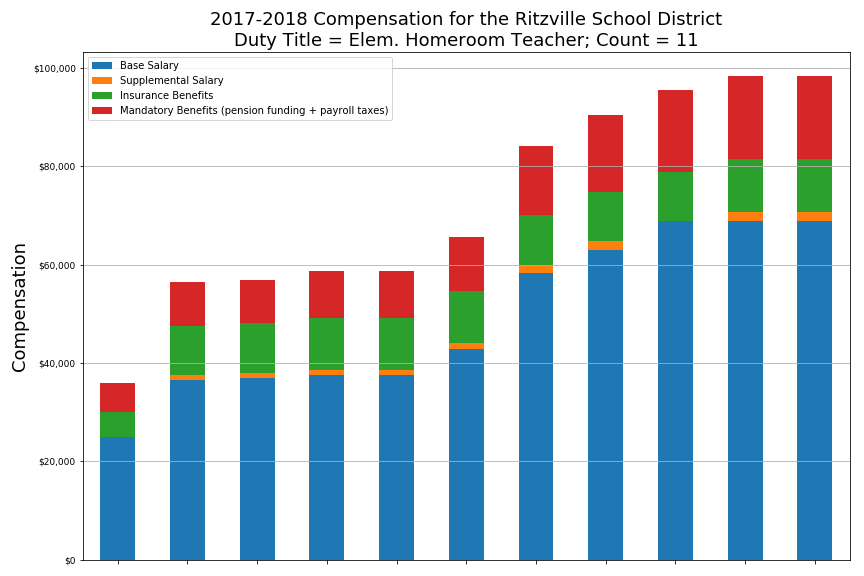 2017-2018 Compensation for the Ritzville School District
Duty Title = Elem. Homeroom Teacher; Count = 11
Base Salary
Supplemental Salary
Insurance Benefits
Mandatory Benefits (pension funding + payroll taxes)
$100,000
$80,000
$60,000
$40,000
$20,000
$0
Compensation